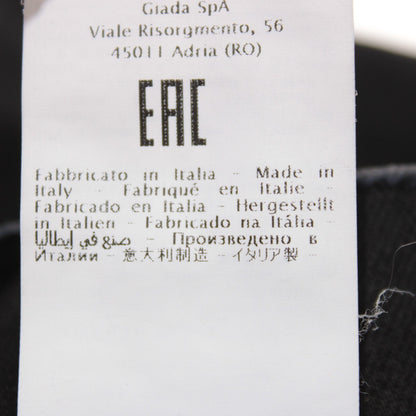 Giada SpA
Viale Risorgmento, 56
45011 Adria (RO)
EAC
Fabbricato in Italia - Made in
Italy - Fabriqué en Italie -
Fabricado en Italia - Hergestellt
in Italien - Fabricado na Itália -
صنع في إيطاليا - Произведено в
Италии - 意大利制造 - イタリア製 -